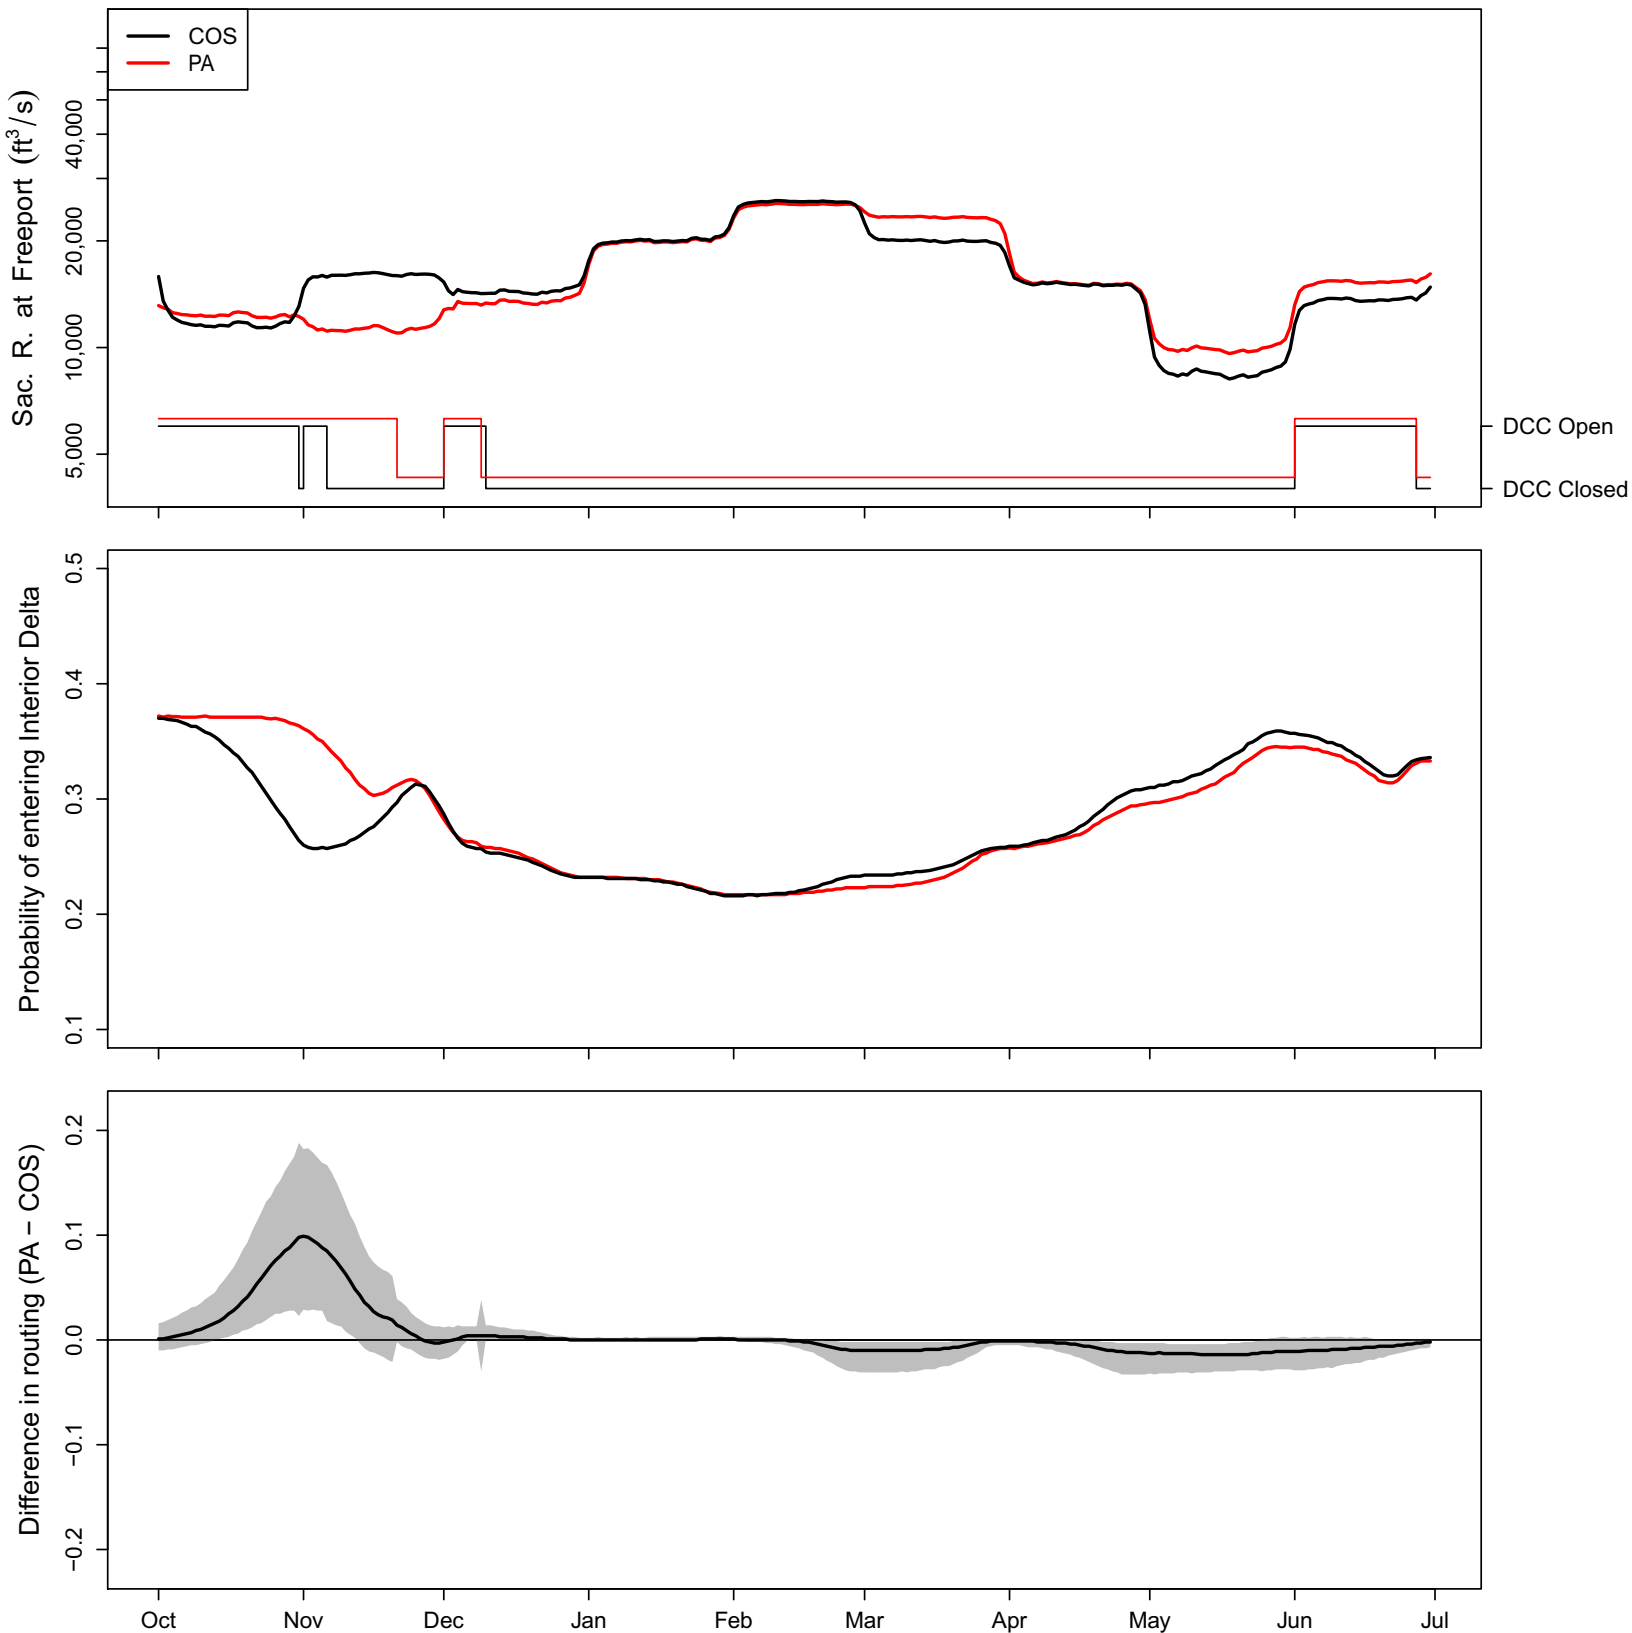 COS
PA
Sac. R. at Freeport (ft³/s)
40,000
20,000
10,000
5,000
DCC Open
DCC Closed
Probability of entering Interior Delta
0.5
0.4
0.3
0.2
0.1
Difference in routing (PA − COS)
0.2
0.1
0.0
−0.1
−0.2
Oct Nov Dec Jan Feb Mar Apr May Jun Jul